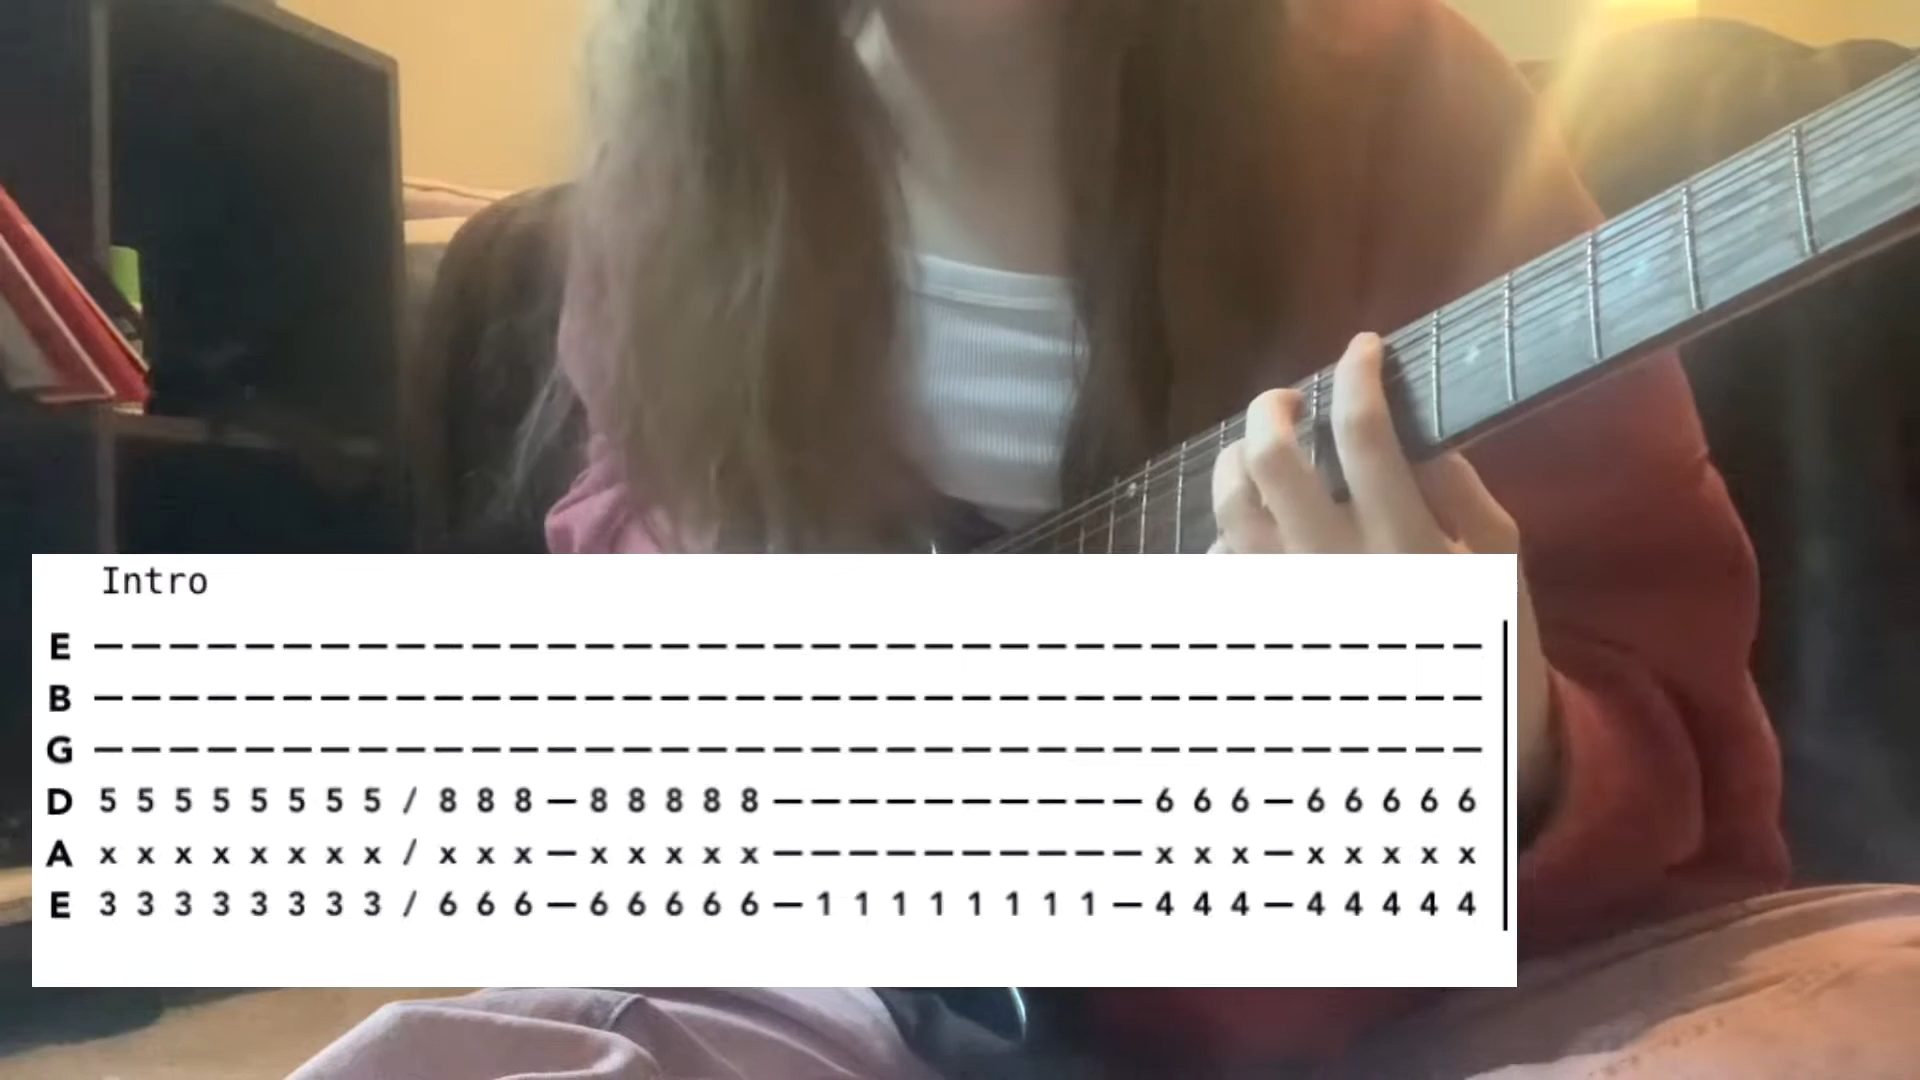 Intro
E — — — — — — — — — — — — — — — — — — — — — — — — — — — — — — — — — — — — —
B — — — — — — — — — — — — — — — — — — — — — — — — — — — — — — — — — — — — —
G — — — — — — — — — — — — — — — — — — — — — — — — — — — — — — — — — — — — —
D 5 5 5 5 5 5 5 5 / 8 8 8 — 8 8 8 8 8 — — — — — — — — — — 6 6 6 — 6 6 6 6 6
A x x x x x x x x / x x x — x x x x x — — — — — — — — — — x x x — x x x x x
E 3 3 3 3 3 3 3 3 / 6 6 6 — 6 6 6 6 6 — 1 1 1 1 1 1 1 1 — 4 4 4 — 4 4 4 4 4